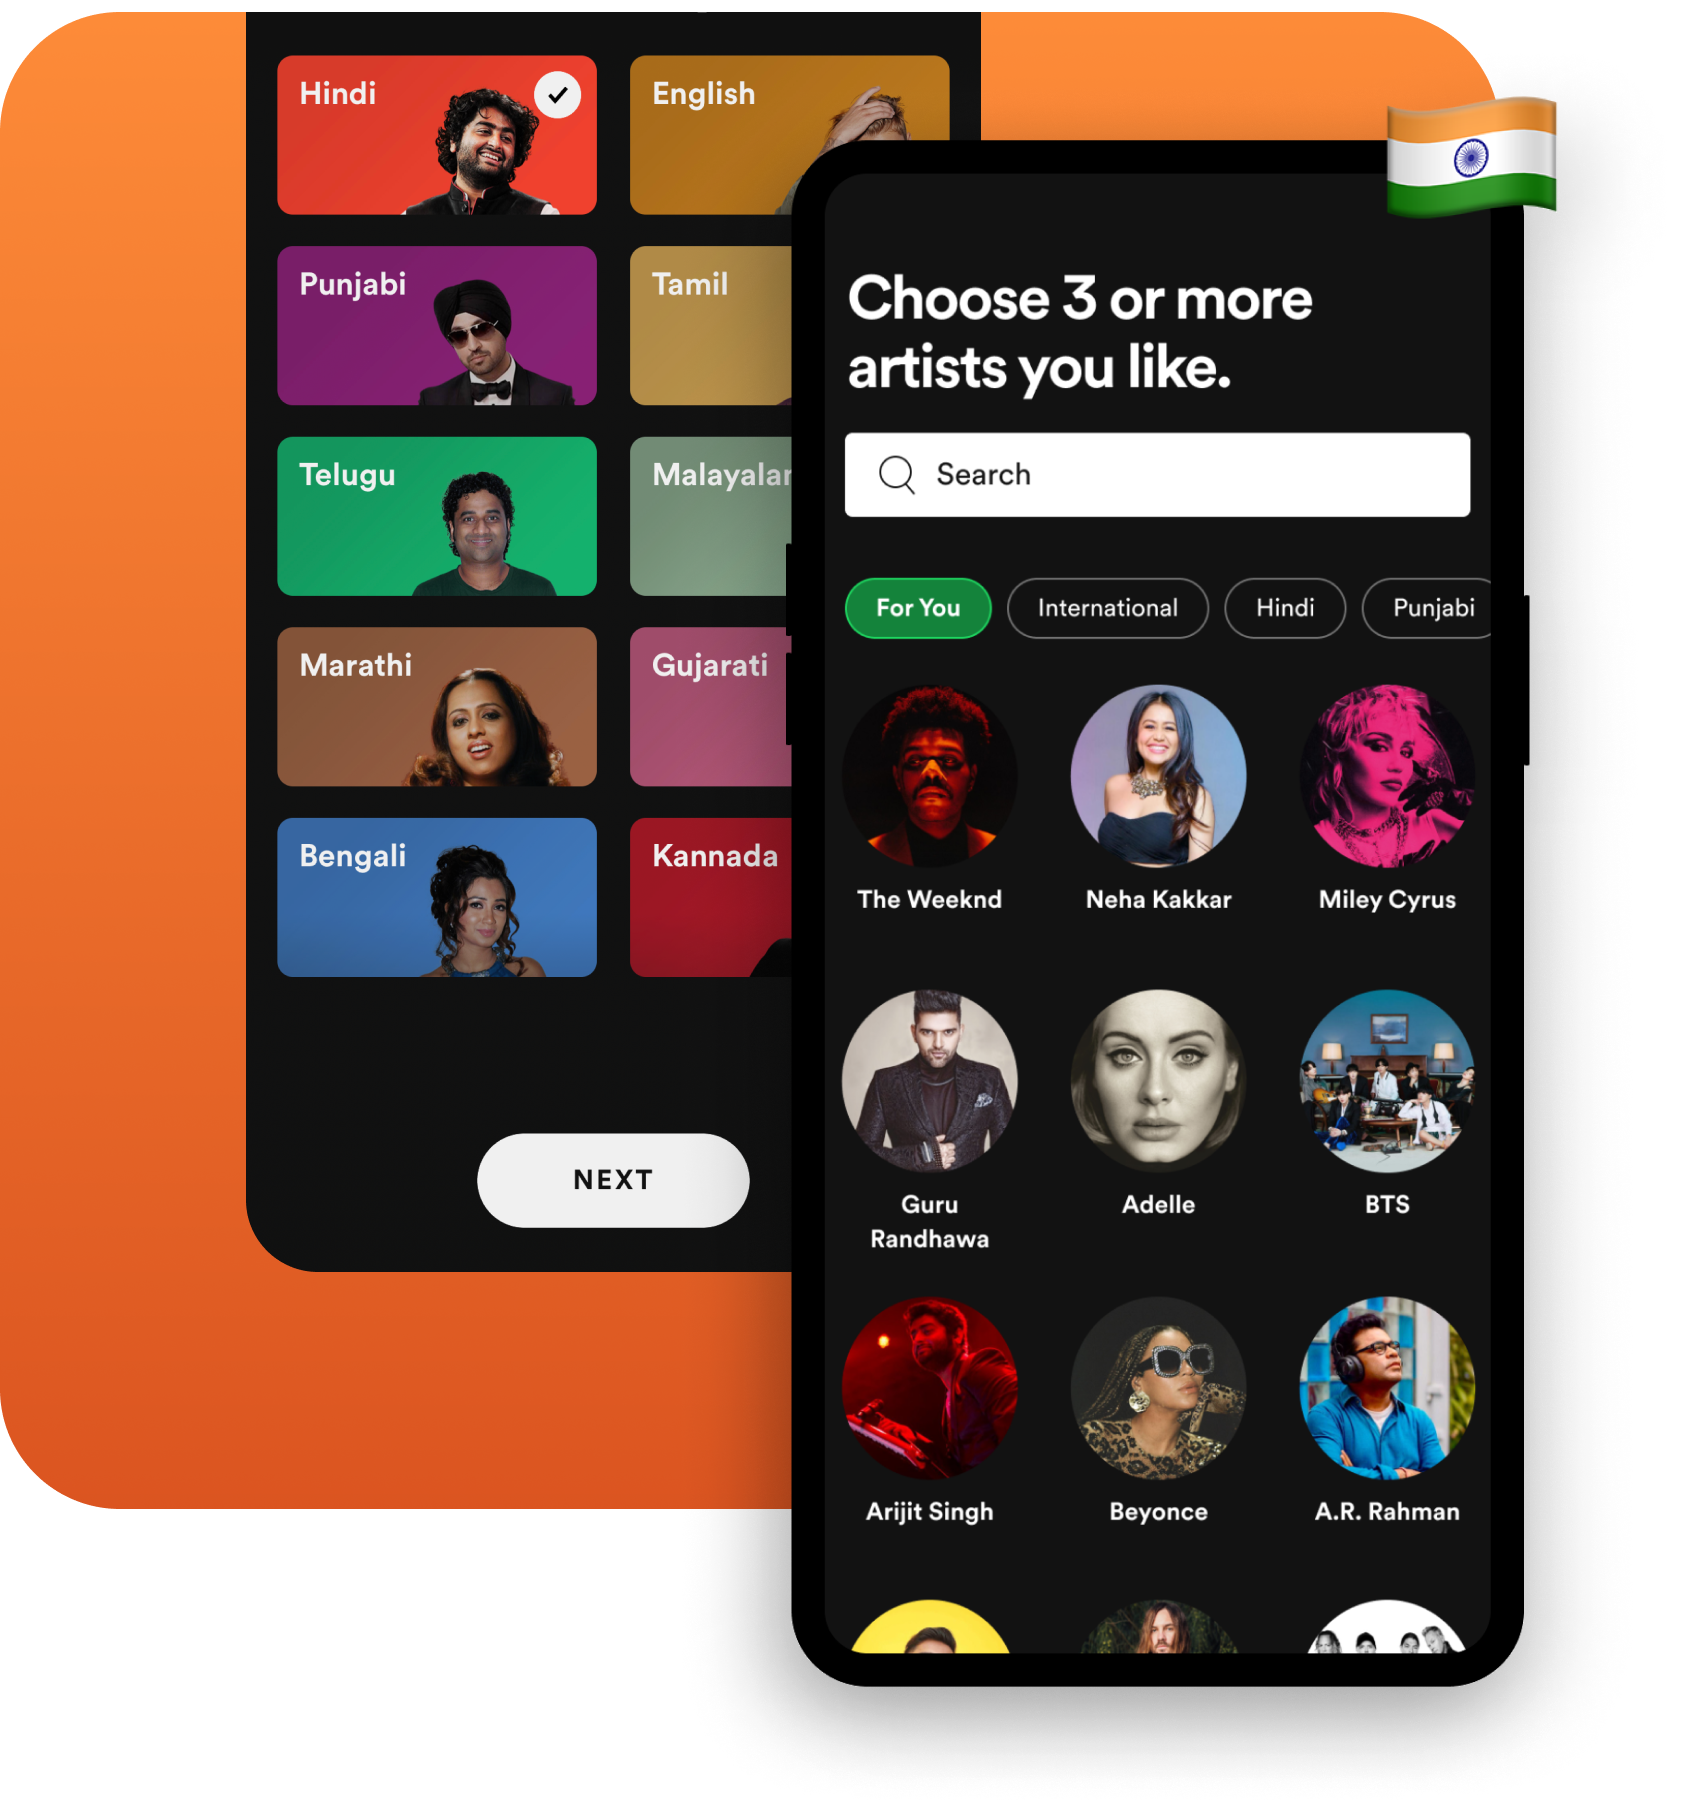 Hindi
English
Punjabi
Tamil
Telugu
Malayalar
Marathi
Gujarati
Bengali
Kannada
NEXT
Choose 3 or more
artists you like.
Search
For You
International
Hindi
Punjabi
The Weeknd
Neha Kakkar
Miley Cyrus
Guru
Randhawa
Adelle
BTS
Arijit Singh
Beyonce
A.R. Rahman